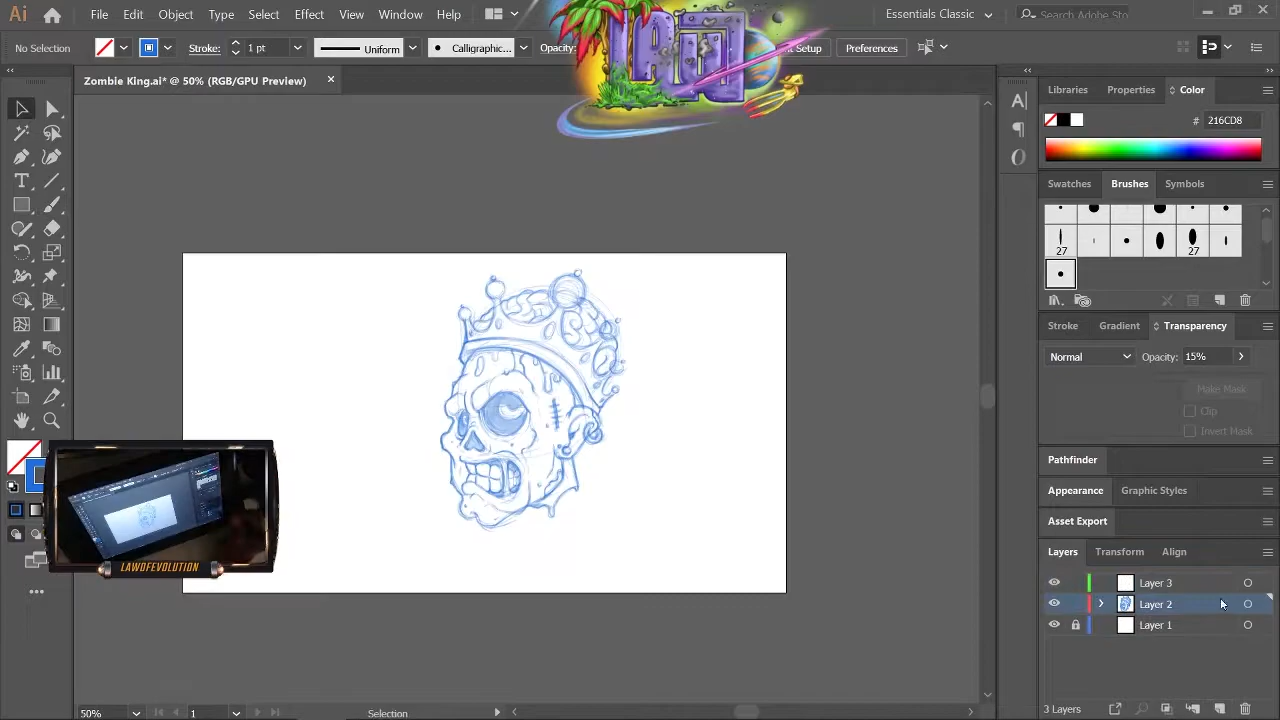 Ai File Edit Object Type Select Effect View Window Help Essentials Classic Search Adobe Sto
No Selection Stroke: 1 pt Uniform Calligraphic... Opacity Setup Preferences
Zombie King.ai* @ 50% (RGB/GPU Preview)
Libraries Properties Color
# 216CD8
Swatches Brushes Symbols
27 27
Stroke Gradient Transparency
Normal Opacity: 15%
Make Mask
Clip
Invert Mask
Pathfinder
Appearance Graphic Styles
Asset Export
Layers Transform Align
Layer 3
Layer 2
Layer 1
LAWOFEVOLUTION
50% 1 Selection 3 Layers